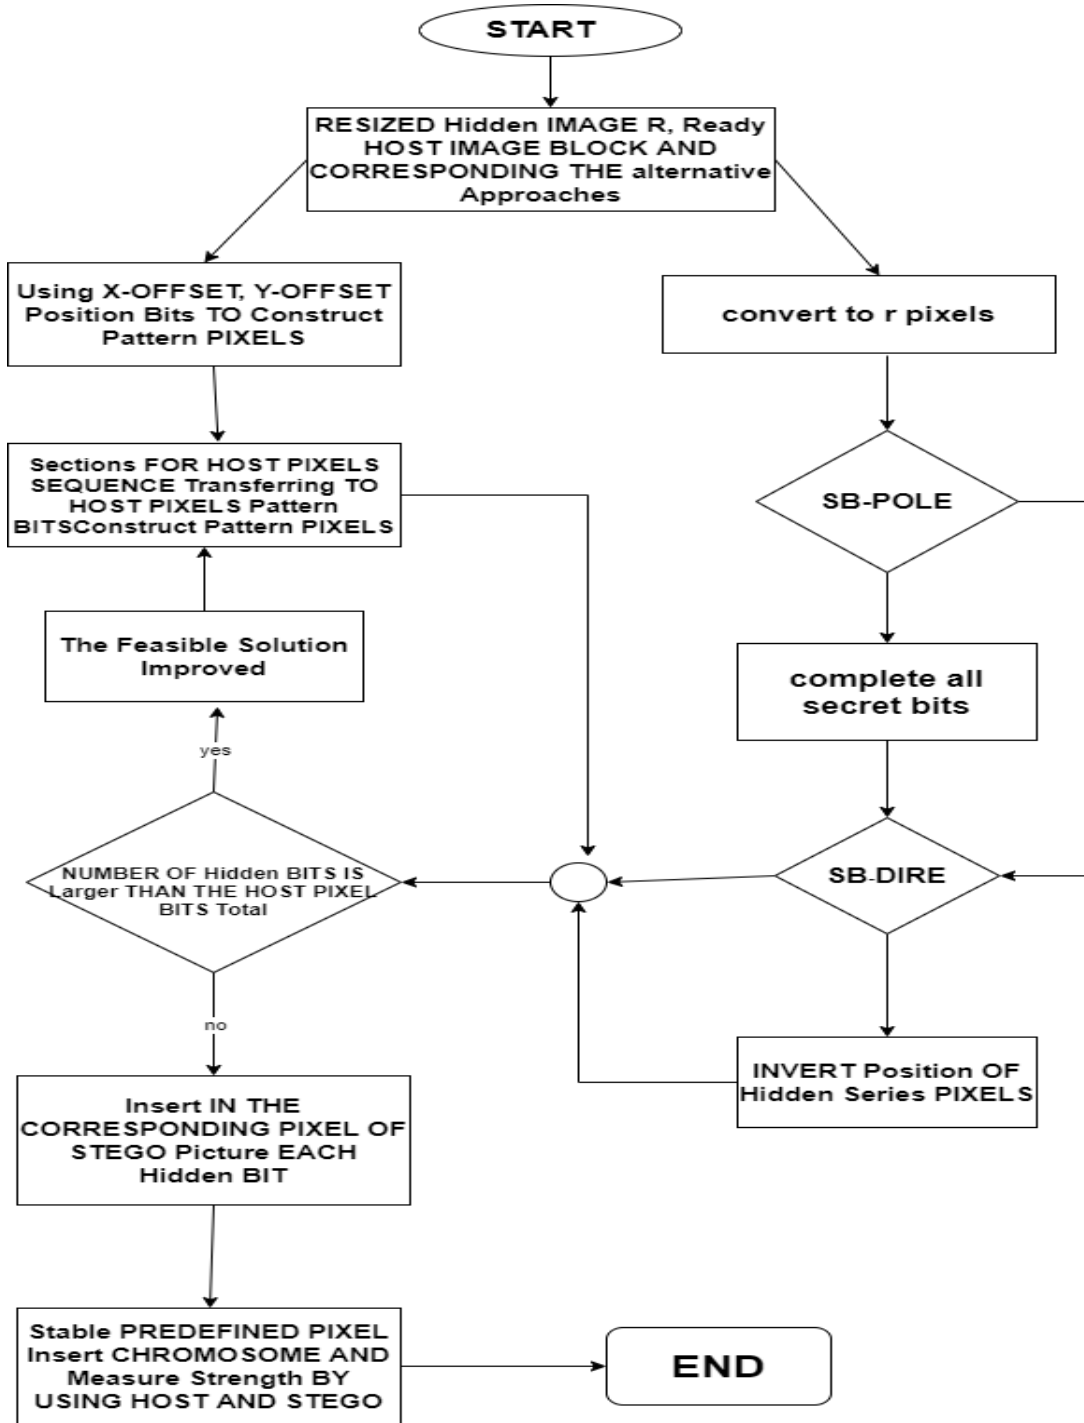 START
RESIZED Hidden IMAGE R, Ready
HOST IMAGE BLOCK AND
CORRESPONDING THE alternative
Approaches
Using X-OFFSET, Y-OFFSET
Position Bits TO Construct
Pattern PIXELS
convert to r pixels
Sections FOR HOST PIXELS
SEQUENCE Transferring TO
HOST PIXELS Pattern
BITSConstruct Pattern PIXELS
SB-POLE
The Feasible Solution
Improved
complete all
secret bits
yes
NUMBER OF Hidden BITS IS
Larger THAN THE HOST PIXEL
BITS Total
SB-DIRE
no
INVERT Position OF
Hidden Series PIXELS
Insert IN THE
CORRESPONDING PIXEL OF
STEGO Picture EACH
Hidden BIT
Stable PREDEFINED PIXEL
Insert CHROMOSOME AND
Measure Strength BY
USING HOST AND STEGO
END